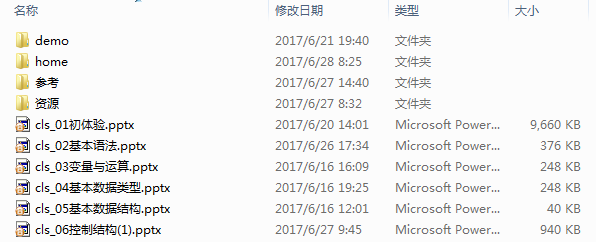 名称 修改日期 类型 大小
demo 2017/6/21 19:40 文件夹
home 2017/6/28 8:25 文件夹
参考 2017/6/27 14:40 文件夹
资源 2017/6/27 8:32 文件夹
cls_01初体验.pptx 2017/6/20 14:01 Microsoft Power... 9,660 KB
cls_02基本语法.pptx 2017/6/26 17:34 Microsoft Power... 376 KB
cls_03变量与运算.pptx 2017/6/16 16:09 Microsoft Power... 248 KB
cls_04基本数据类型.pptx 2017/6/16 19:25 Microsoft Power... 248 KB
cls_05基本数据结构.pptx 2017/6/16 12:01 Microsoft Power... 40 KB
cls_06控制结构(1).pptx 2017/6/27 9:45 Microsoft Power... 940 KB